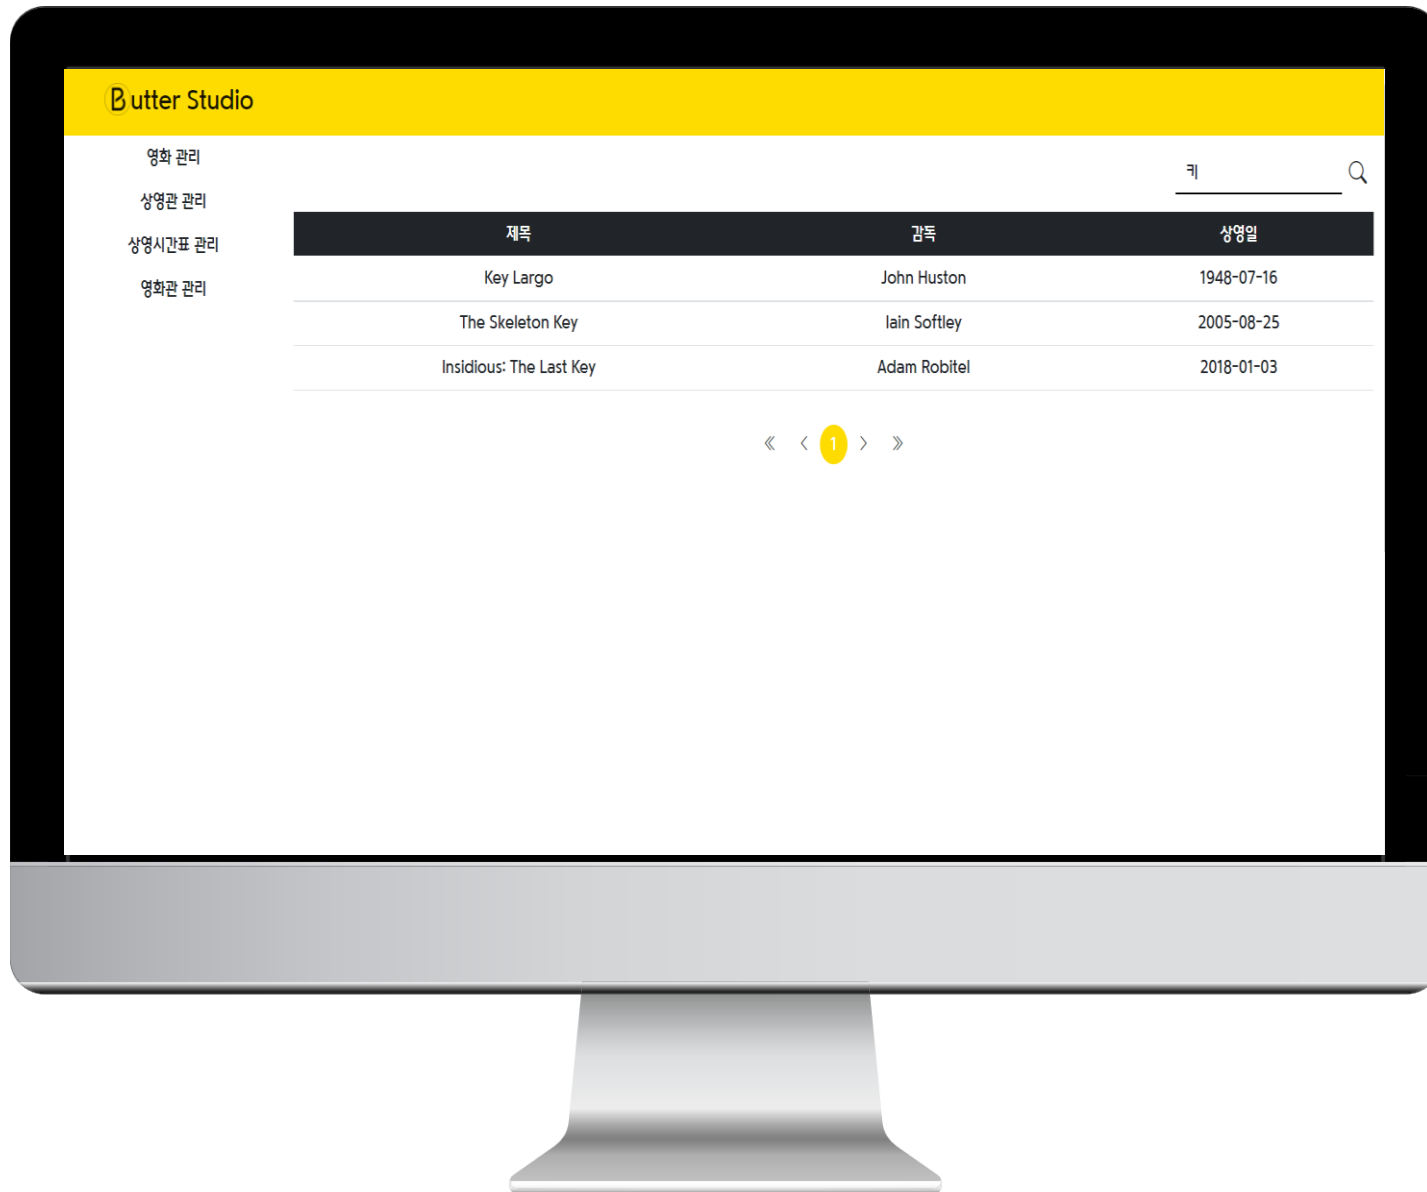 Butter Studio
영화 관리
상영관 관리
상영시간표 관리
영화관 관리
키
제목 감독 상영일
Key Largo John Huston 1948-07-16
The Skeleton Key Iain Softley 2005-08-25
Insidious: The Last Key Adam Robitel 2018-01-03
《 〈 1 〉 》